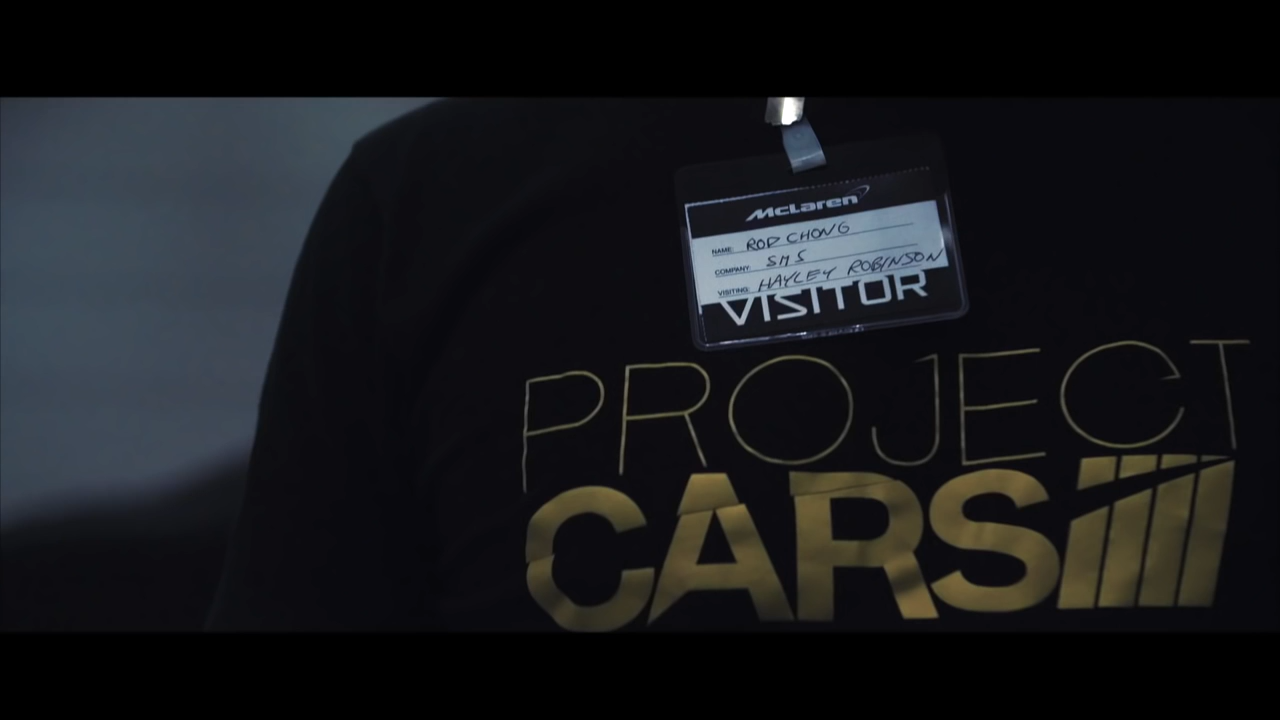 McLaren
NAME: ROD CHONG
COMPANY: SMS
VISITING: HAYLEY ROBINSON
VISITOR
PROJECT
CARS